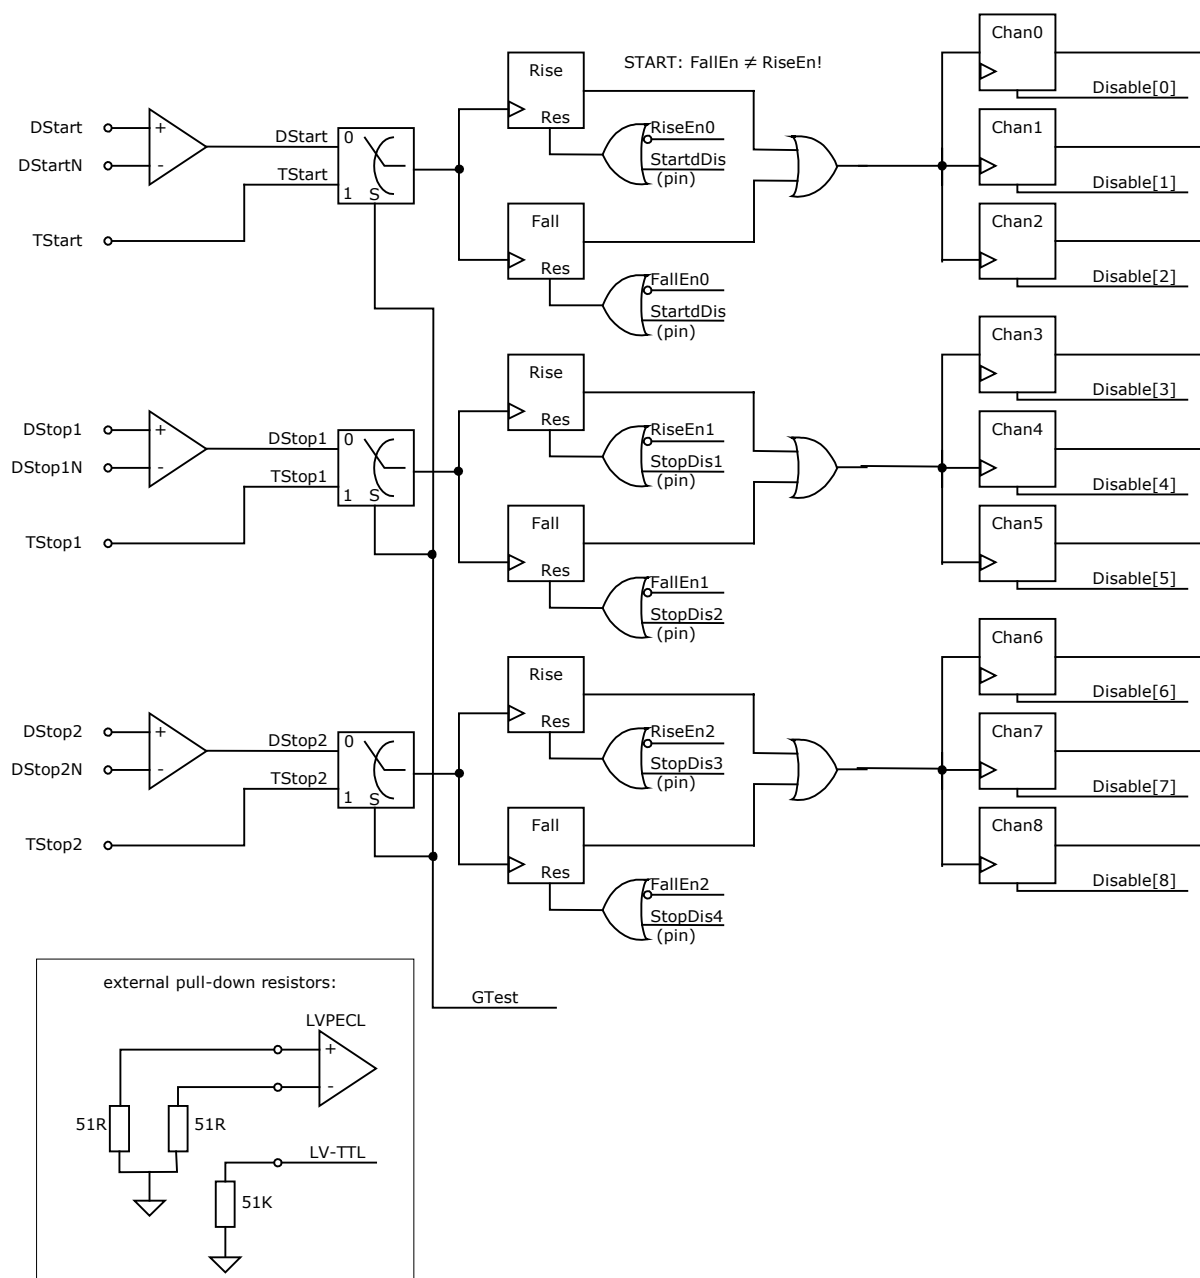 START: FallEn ≠ RiseEn!
DStart
DStartN
TStart
+
-
DStart
TStart
0
1 S
Rise
Res
RiseEn0
StartdDis
(pin)
Fall
Res
FallEn0
StartdDis
(pin)
Chan0
Disable[0]
Chan1
Disable[1]
Chan2
Disable[2]
DStop1
DStop1N
TStop1
+
-
DStop1
TStop1
0
1 S
Rise
Res
RiseEn1
StopDis1
(pin)
Fall
Res
FallEn1
StopDis2
(pin)
Chan3
Disable[3]
Chan4
Disable[4]
Chan5
Disable[5]
DStop2
DStop2N
TStop2
+
-
DStop2
TStop2
0
1 S
Rise
Res
RiseEn2
StopDis3
(pin)
Fall
Res
FallEn2
StopDis4
(pin)
Chan6
Disable[6]
Chan7
Disable[7]
Chan8
Disable[8]
GTest
external pull-down resistors:
LVPECL
+
-
51R
51R
LV-TTL
51K